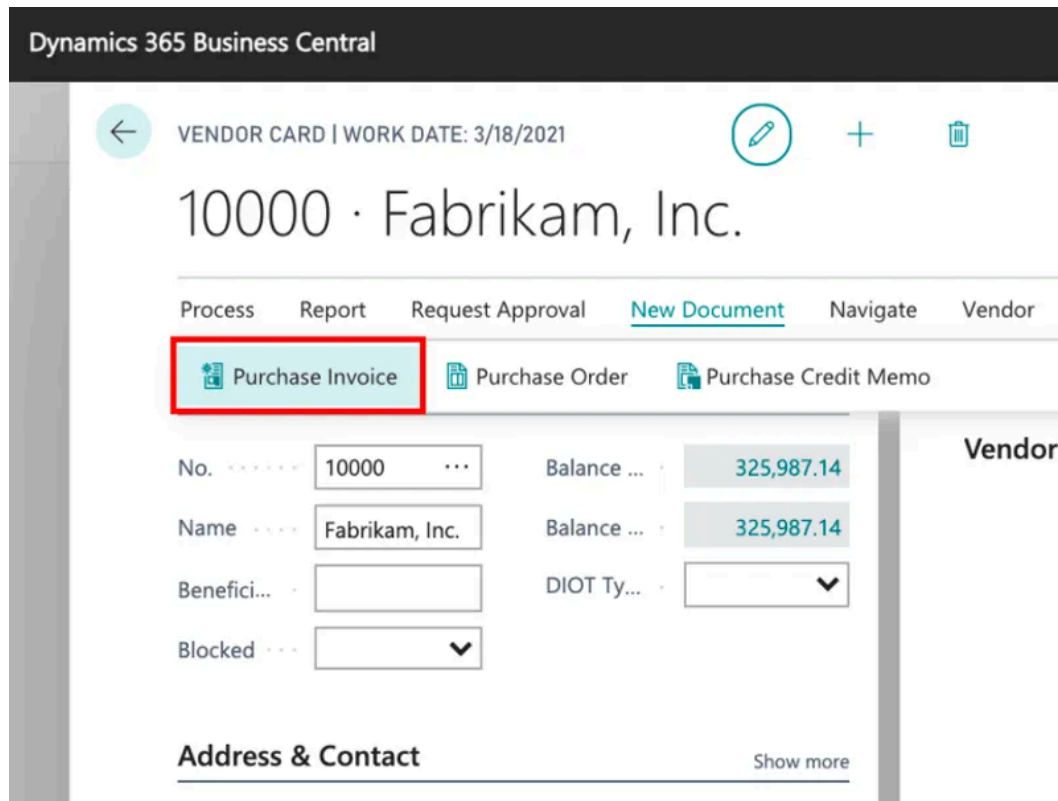 Dynamics 365 Business Central
VENDOR CARD | WORK DATE: 3/18/2021
10000 · Fabrikam, Inc.
Process Report Request Approval New Document Navigate Vendor
Purchase Invoice Purchase Order Purchase Credit Memo
No. 10000 ··· Balance ... 325,987.14
Vendor
Name Fabrikam, Inc. Balance ... 325,987.14
Benefici... DIOT Ty...
Blocked
Address & Contact Show more